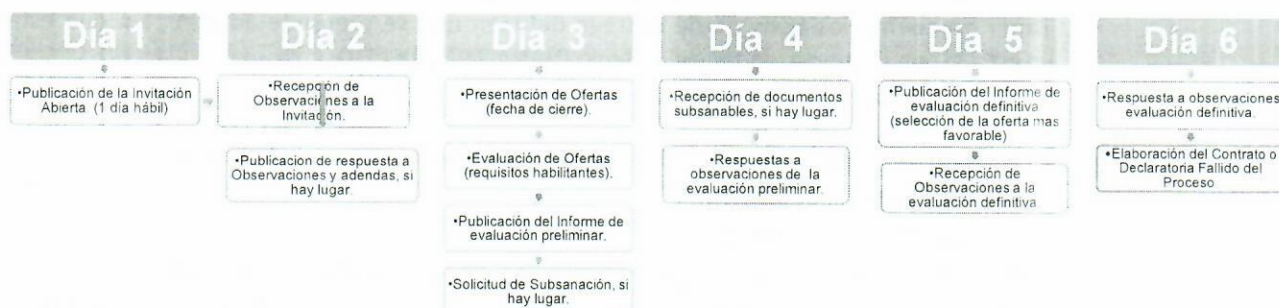 Día 1
•Publicación de la Invitación
Abierta (1 día hábil)
Día 2
•Recepción de
Observaciones a la
Invitación.
•Publicacion de respuesta a
Observaciones y adendas, si
hay lugar.
Día 3
•Presentación de Ofertas
(fecha de cierre).
•Evaluación de Ofertas
(requisitos habilitantes).
•Publicación del Informe de
evaluación preliminar.
•Solicitud de Subsanación, si
hay lugar.
Día 4
•Recepción de documentos
subsanables, si hay lugar.
•Respuestas a
observaciones de la
evaluación preliminar.
Día 5
•Publicación del Informe de
evaluación definitiva
(selección de la oferta mas
favorable)
•Recepción de
Observaciones a la
evaluación definitiva
Día 6
•Respuesta a observaciones
evaluación definitiva.
•Elaboración del Contrato o
Declaratoria Fallido del
Proceso